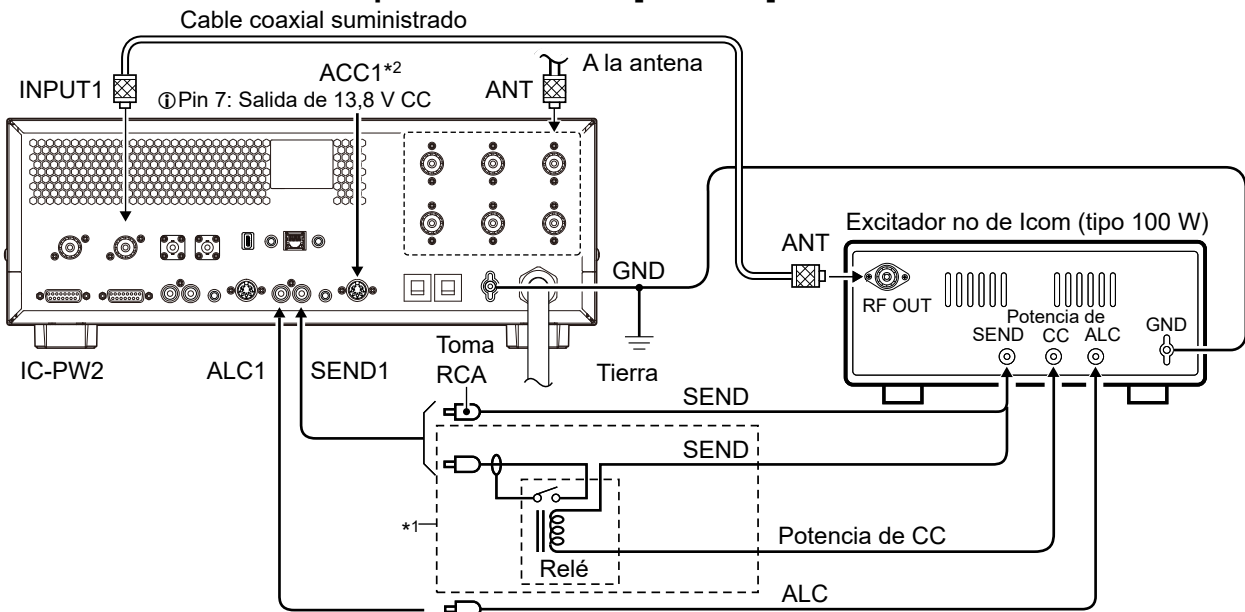 Cable coaxial suministrado
INPUT1
ACC1*2
ⓘPin 7: Salida de 13,8 V CC
ANT
A la antena
Excitador no de Icom (tipo 100 W)
ANT
GND
RF OUT
Potencia de
SEND CC ALC
GND
IC-PW2
ALC1
SEND1
Toma
RCA
Tierra
SEND
SEND
*1
Potencia de CC
Relé
ALC